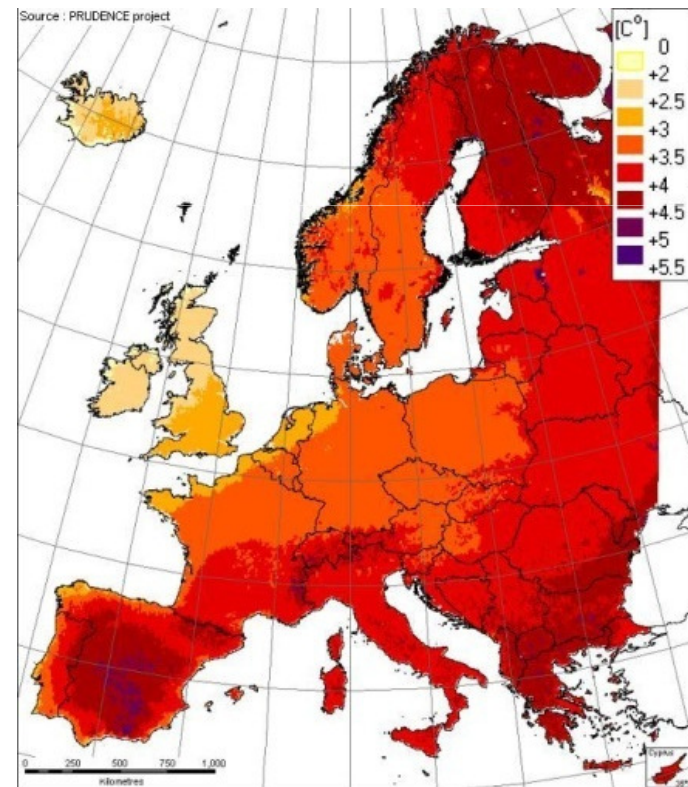 Source : PRUDENCE project
[C°]
0
+2
+2.5
+3
+3.5
+4
+4.5
+5
+5.5
0 250 500 750 1,000
Kilometres
Cyprus